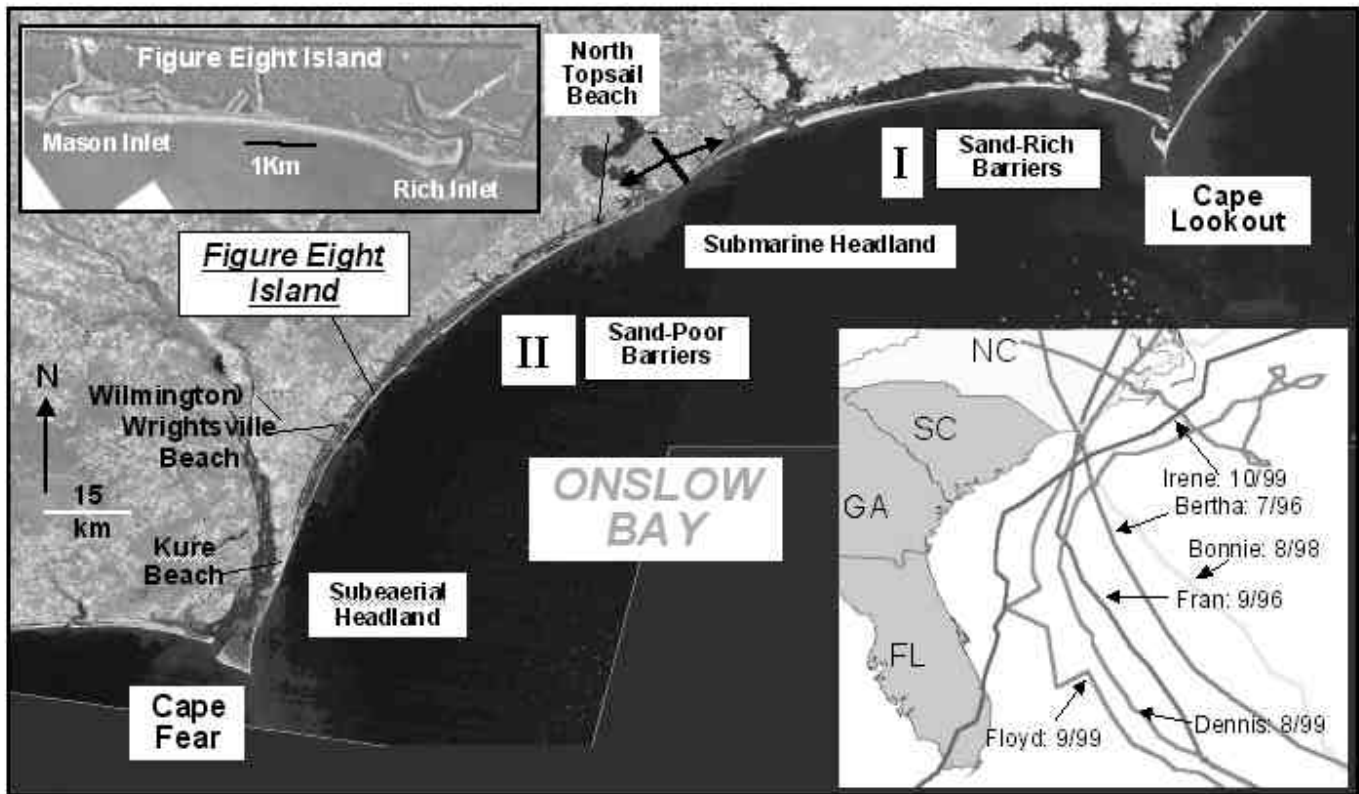 Figure Eight Island
Mason Inlet
1Km
Rich Inlet
North
Topsail
Beach
I
Sand-Rich
Barriers
Cape
Lookout
Submarine Headland
Figure Eight
Island
II
Sand-Poor
Barriers
N
Wilmington
Wrightsville
Beach
15
km
Kure
Beach
ONSLOW
BAY
Subeaerial
Headland
Cape
Fear
NC
SC
GA
FL
Irene: 10/99
Bertha: 7/96
Bonnie: 8/98
Fran: 9/96
Dennis: 8/99
Floyd: 9/99